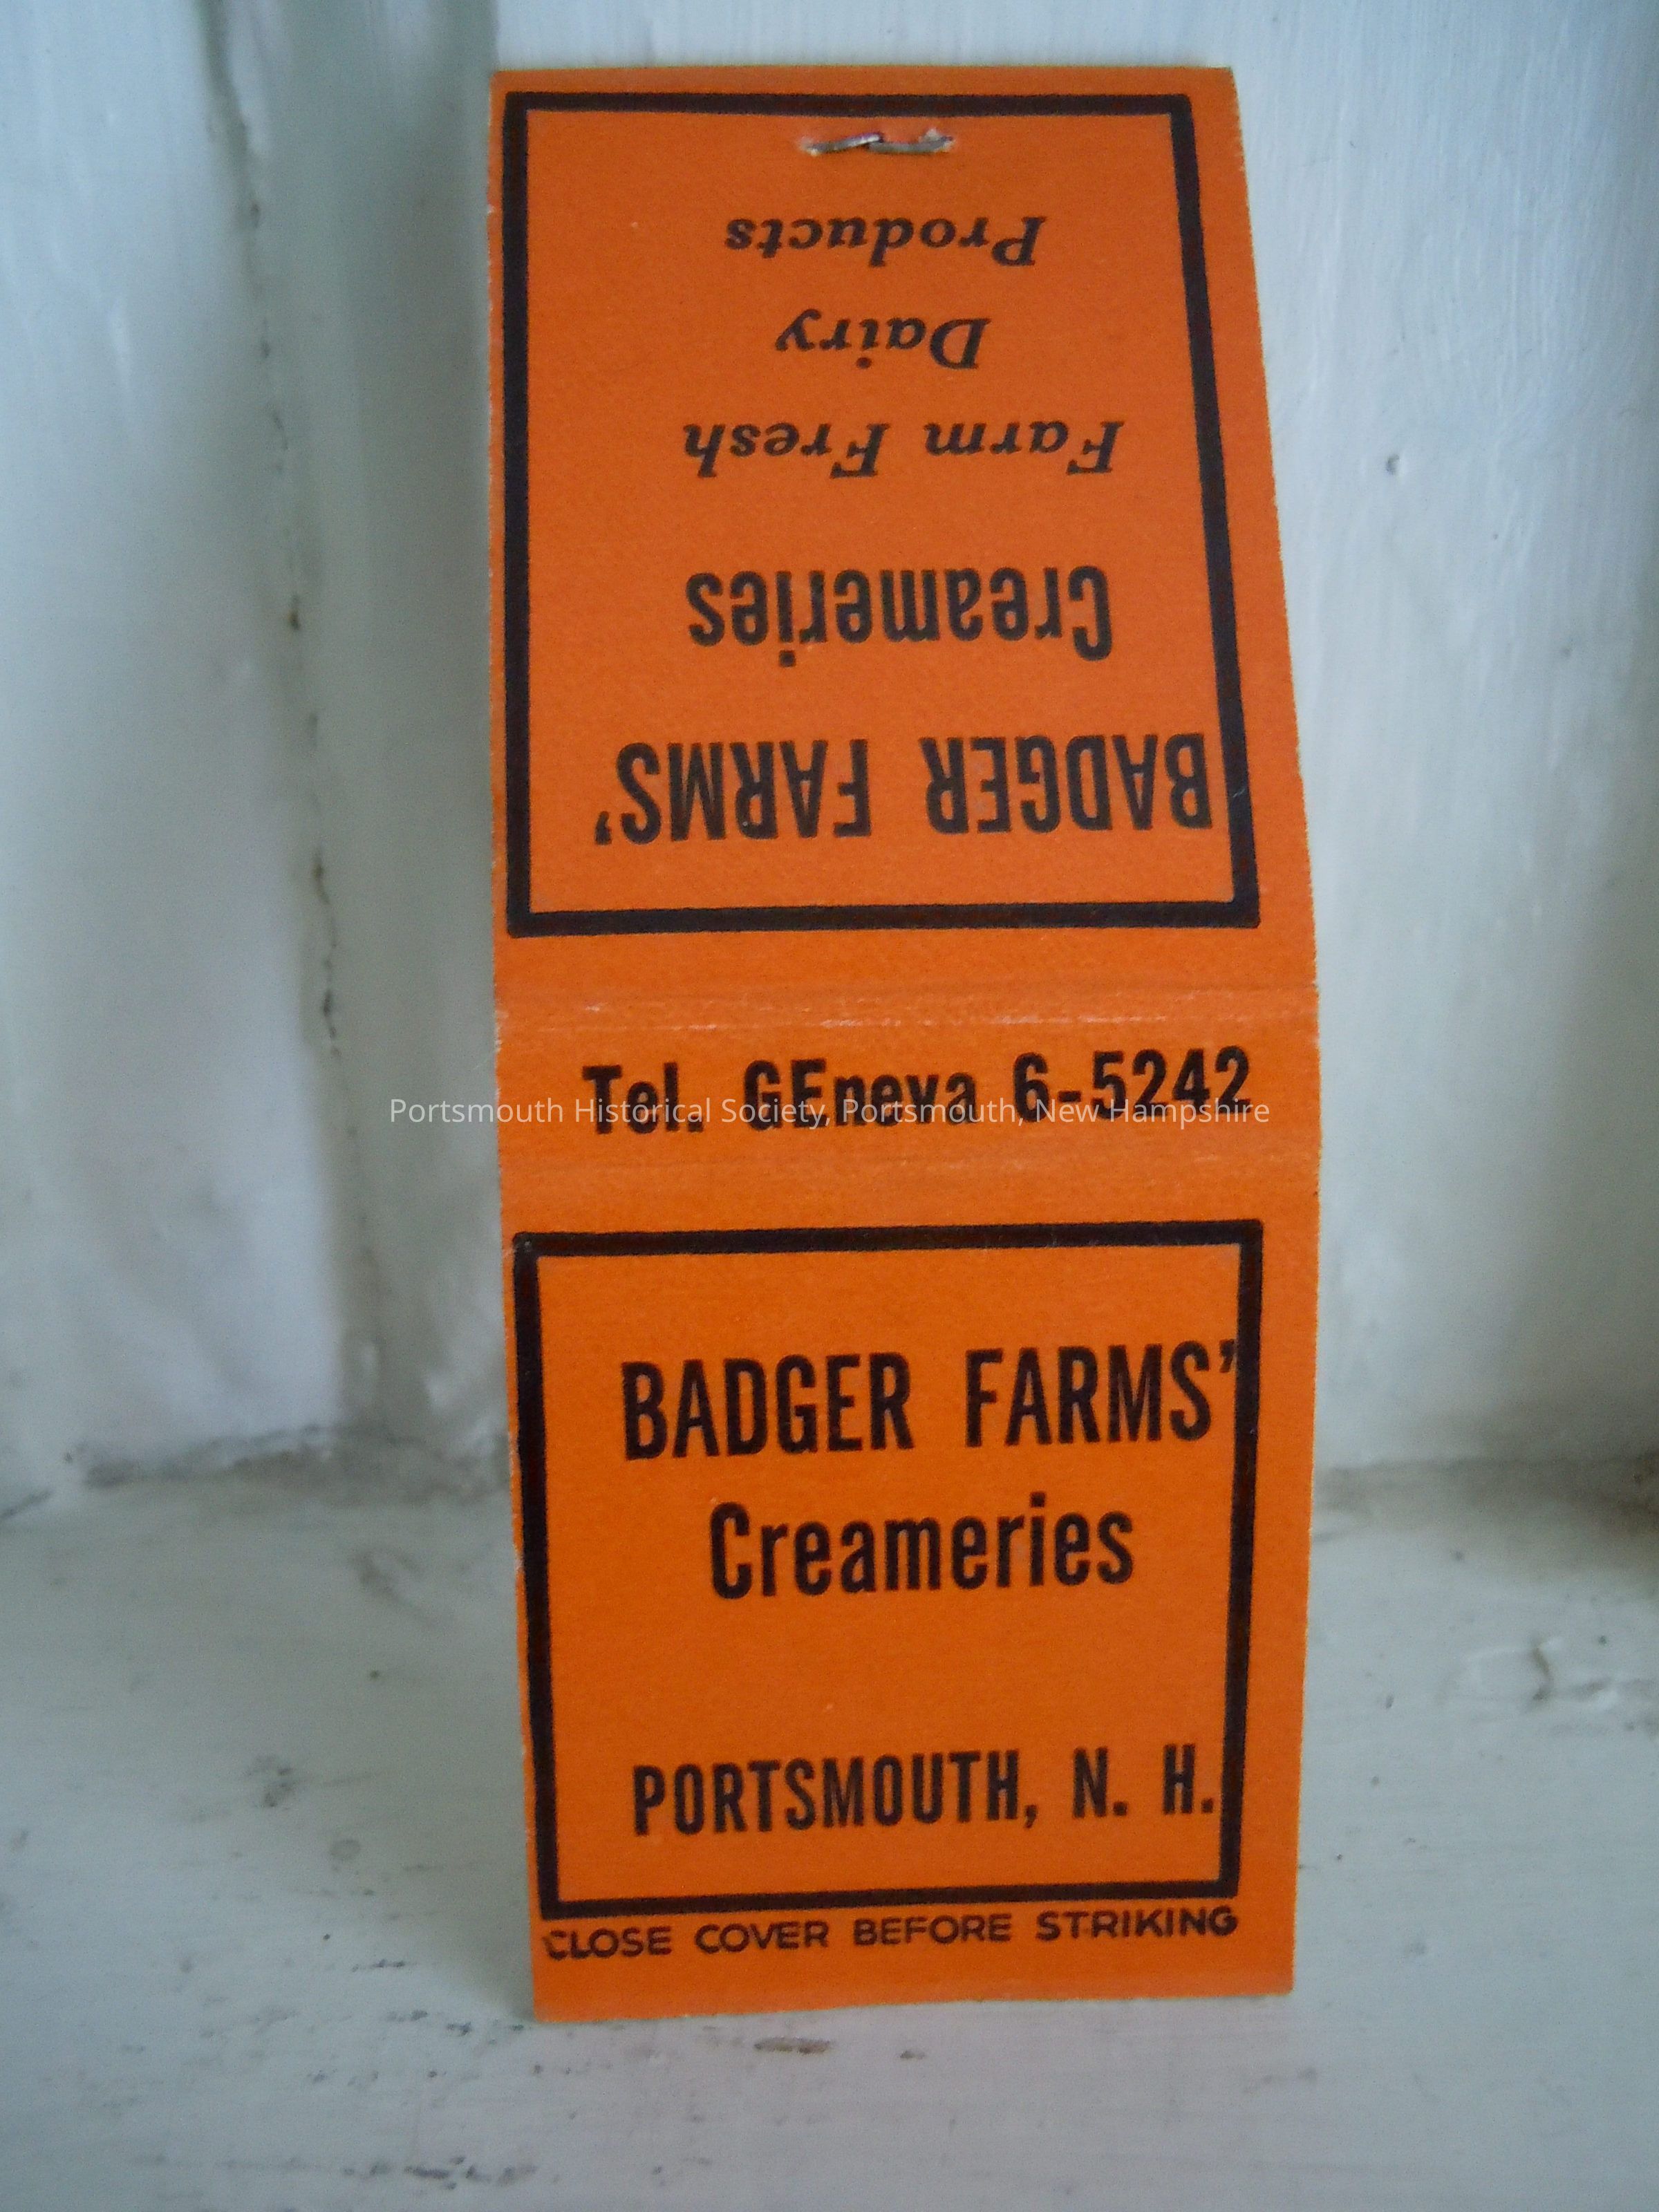 BADGER FARMS'
Creameries
Farm Fresh
Dairy
Products
Tel. GEneva 6-5242
Portsmouth Historical Society, Portsmouth, New Hampshire
BADGER FARMS'
Creameries
PORTSMOUTH, N. H.
CLOSE COVER BEFORE STRIKING